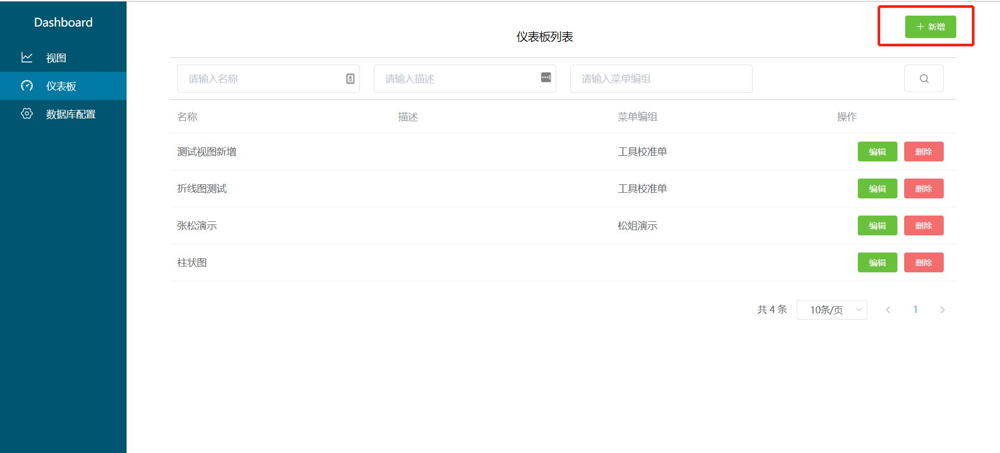 Dashboard
视图
仪表板
数据库配置
仪表板列表
新增
请输入名称 请输入描述 请输入菜单编组
名称 描述 菜单编组 操作
测试视图新增 工具校准单 编辑 删除
折线图测试 工具校准单 编辑 删除
张松演示 松姐演示 编辑 删除
柱状图 编辑 删除
共 4 条 10条/页 1